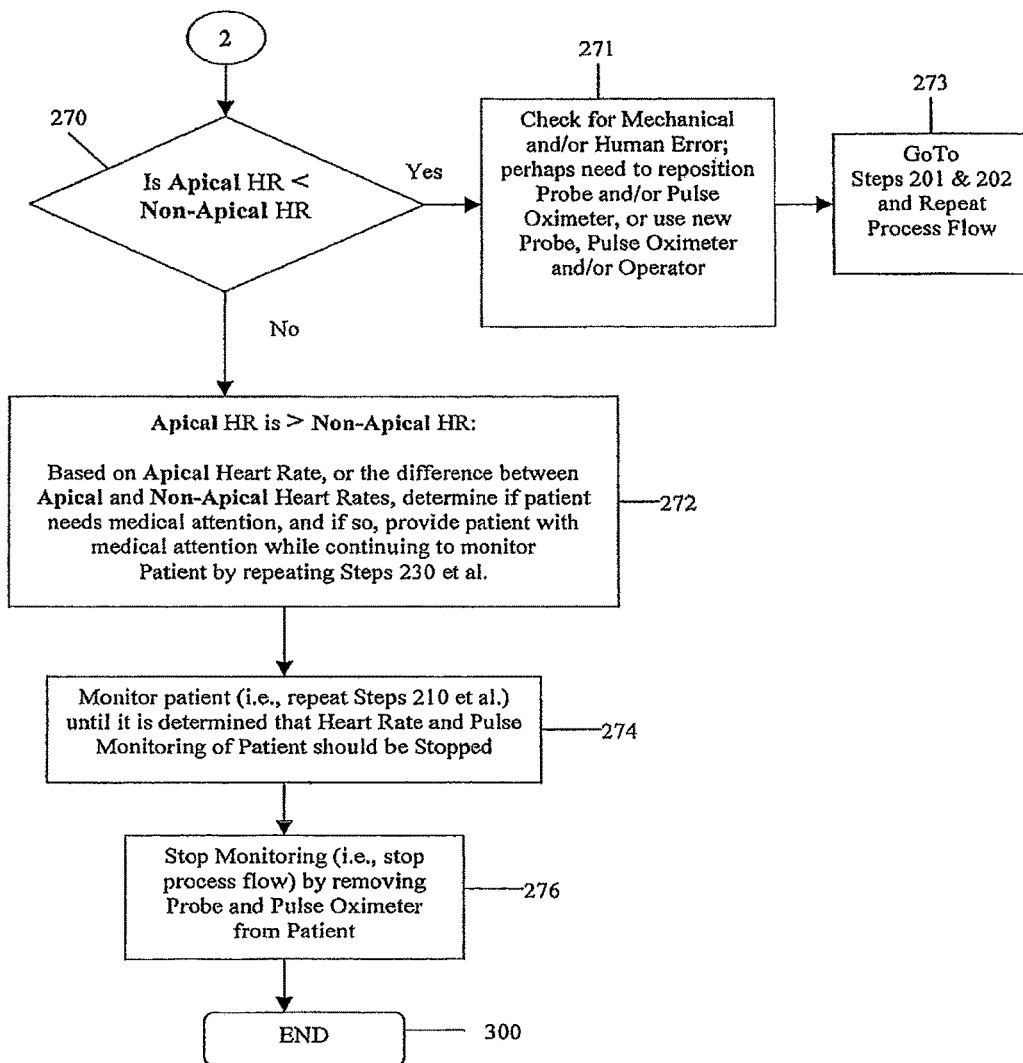 2
270
Is Apical HR <
Non-Apical HR
Yes
271
Check for Mechanical
and/or Human Error;
perhaps need to reposition
Probe and/or Pulse
Oximeter, or use new
Probe, Pulse Oximeter
and/or Operator
273
GoTo
Steps 201 & 202
and Repeat
Process Flow
No
Apical HR is > Non-Apical HR:
Based on Apical Heart Rate, or the difference between
Apical and Non-Apical Heart Rates, determine if patient
needs medical attention, and if so, provide patient with
medical attention while continuing to monitor
Patient by repeating Steps 230 et al.
272
Monitor patient (i.e., repeat Steps 210 et al.)
until it is determined that Heart Rate and Pulse
Monitoring of Patient should be Stopped
274
Stop Monitoring (i.e., stop
process flow) by removing
Probe and Pulse Oximeter
from Patient
276
END
300